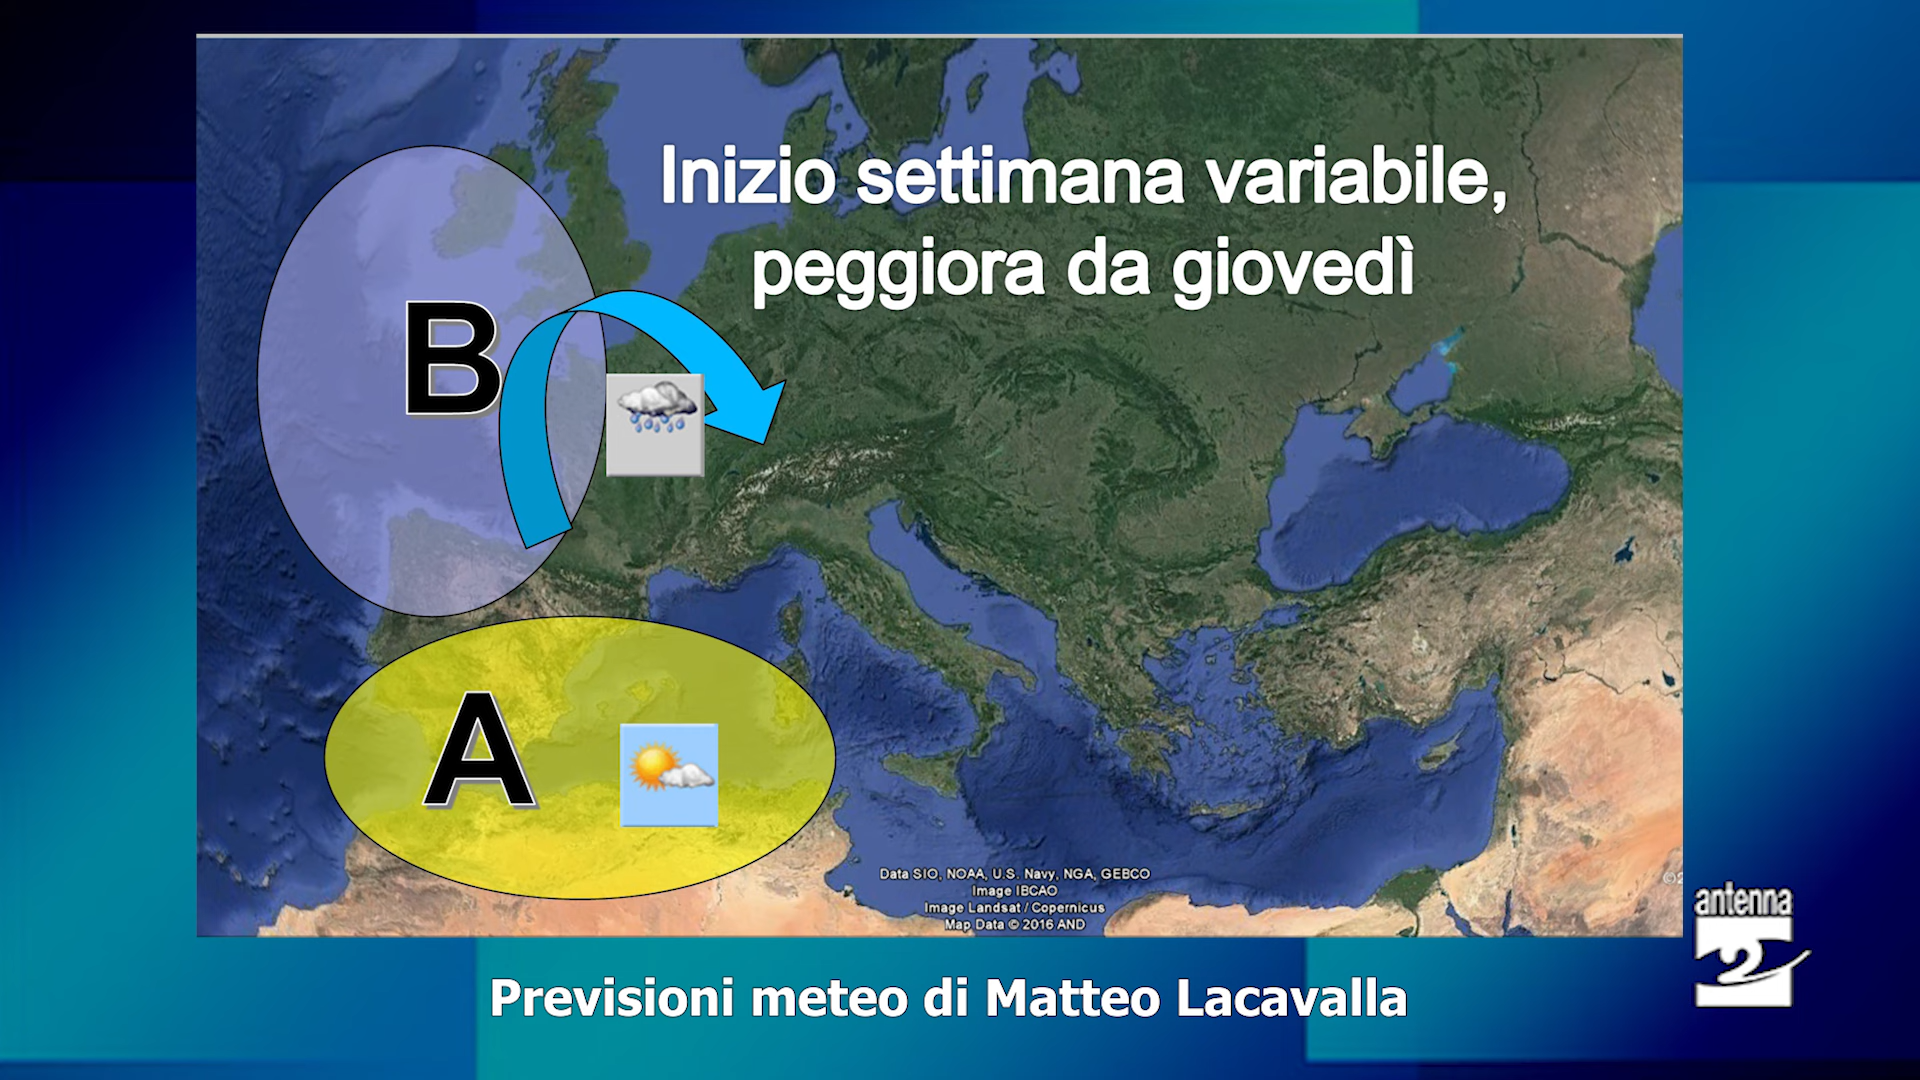 Inizio settimana variabile,
peggiora da giovedì
B
A
Data SIO, NOAA, U.S. Navy, NGA, GEBCO
Image IBCAO
Image Landsat / Copernicus
Map Data © 2016 AND
©2
antenna
2
Previsioni meteo di Matteo Lacavalla